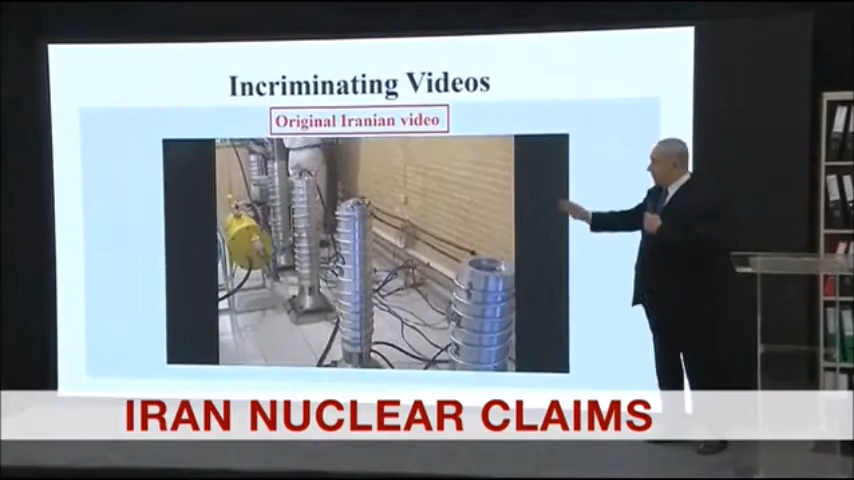 Incriminating Videos
Original Iranian video
IRAN NUCLEAR CLAIMS